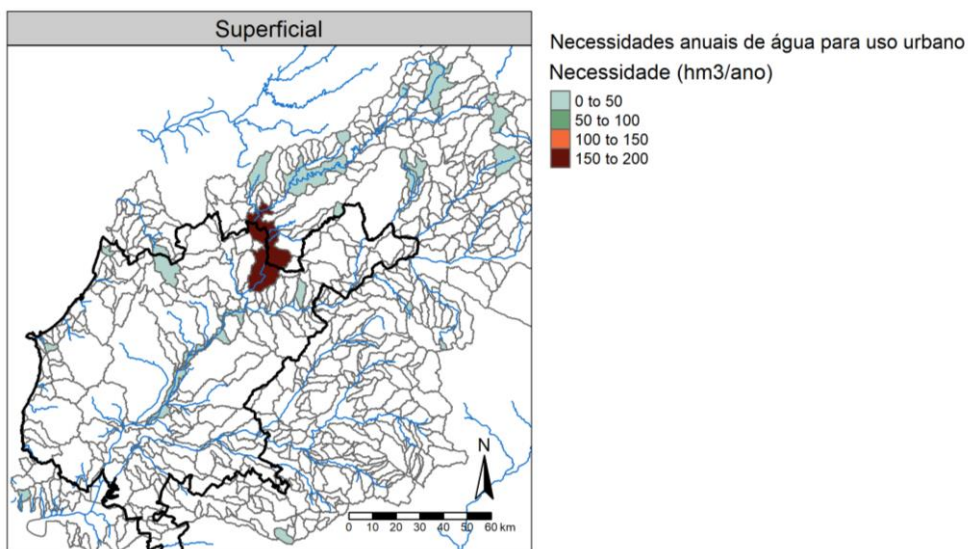 Superficial
Necessidades anuais de água para uso urbano
Necessidade (hm3/ano)
0 to 50
50 to 100
100 to 150
150 to 200
N
0 10 20 30 40 50 60 km